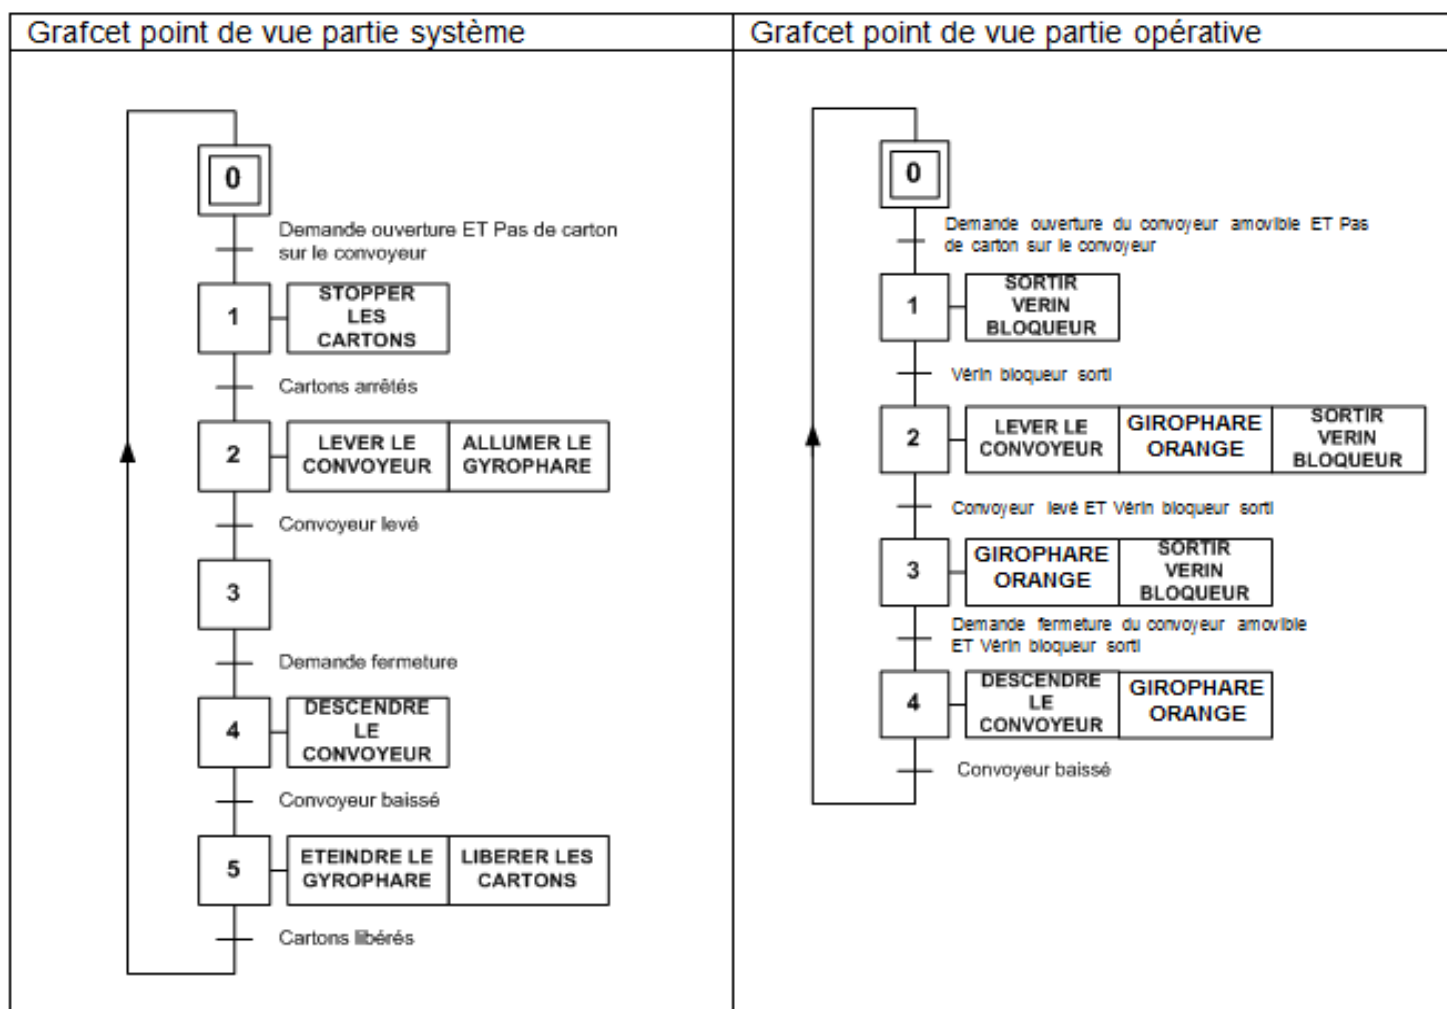 Grafcet point de vue partie système
0
Demande ouverture ET Pas de carton
sur le convoyeur
1
STOPPER
LES
CARTONS
Cartons arrêtés
2
LEVER LE
CONVOYEUR
ALLUMER LE
GYROPHARE
Convoyeur levé
3
Demande fermeture
4
DESCENDRE
LE
CONVOYEUR
Convoyeur baissé
5
ETEINDRE LE
GYROPHARE
LIBERER LES
CARTONS
Cartons libérés
Grafcet point de vue partie opérative
0
Demande ouverture du convoyeur amovible ET Pas
de carton sur le convoyeur
1
SORTIR
VERIN
BLOQUEUR
Vérin bloqueur sorti
2
LEVER LE
CONVOYEUR
GIROPHARE
ORANGE
SORTIR
VERIN
BLOQUEUR
Convoyeur levé ET Vérin bloqueur sorti
3
GIROPHARE
ORANGE
SORTIR
VERIN
BLOQUEUR
Demande fermeture du convoyeur amovible
ET Vérin bloqueur sorti
4
DESCENDRE
LE
CONVOYEUR
GIROPHARE
ORANGE
Convoyeur baissé